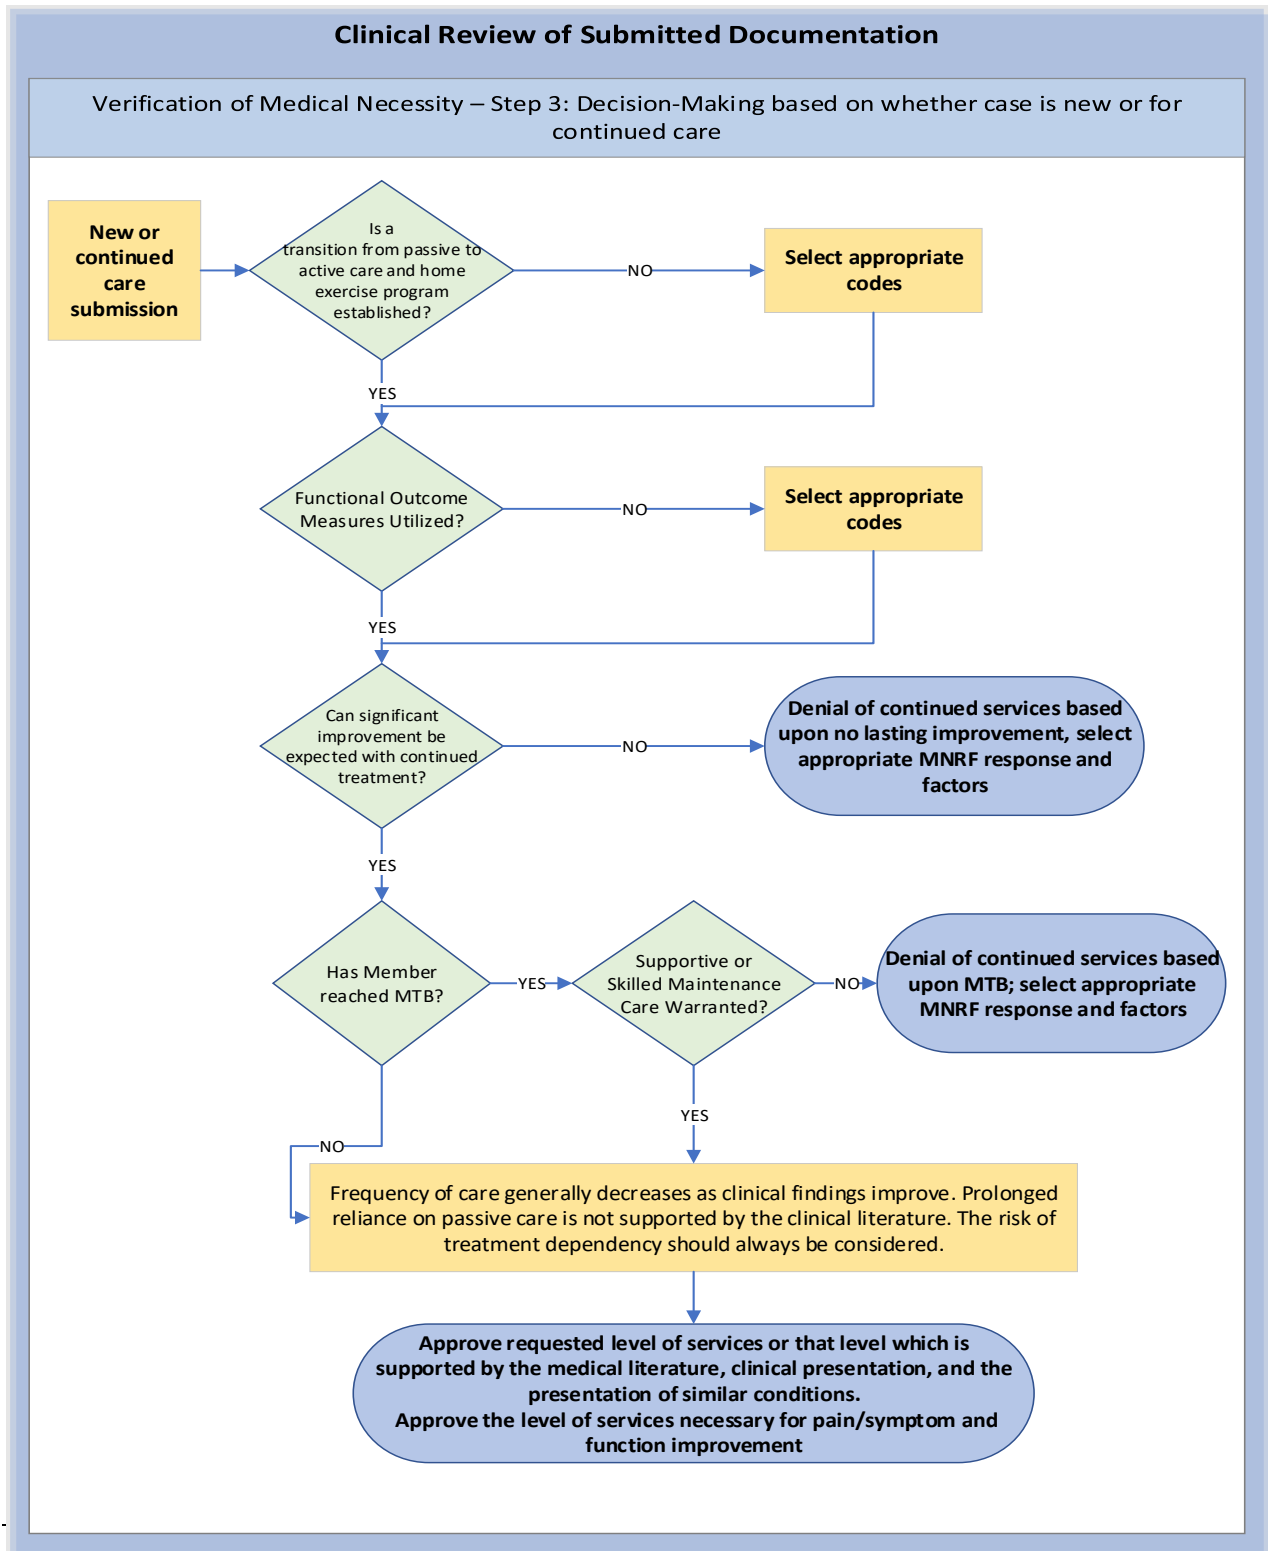 Clinical Review of Submitted Documentation
Verification of Medical Necessity – Step 3: Decision-Making based on whether case is new or for
continued care
New or
continued
care
submission
Is a
transition from passive to
active care and home
exercise program
established?
NO
Select appropriate
codes
YES
Functional Outcome
Measures Utilized?
NO
Select appropriate
codes
YES
Can significant
improvement be
expected with continued
treatment?
NO
Denial of continued services based
upon no lasting improvement, select
appropriate MNRF response and
factors
YES
Has Member
reached MTB?
YES
Supportive or
Skilled Maintenance
Care Warranted?
NO
Denial of continued services based
upon MTB; select appropriate
MNRF response and factors
YES
NO
Frequency of care generally decreases as clinical findings improve. Prolonged
reliance on passive care is not supported by the clinical literature. The risk of
treatment dependency should always be considered.
Approve requested level of services or that level which is
supported by the medical literature, clinical presentation, and the
presentation of similar conditions.
Approve the level of services necessary for pain/symptom and
function improvement